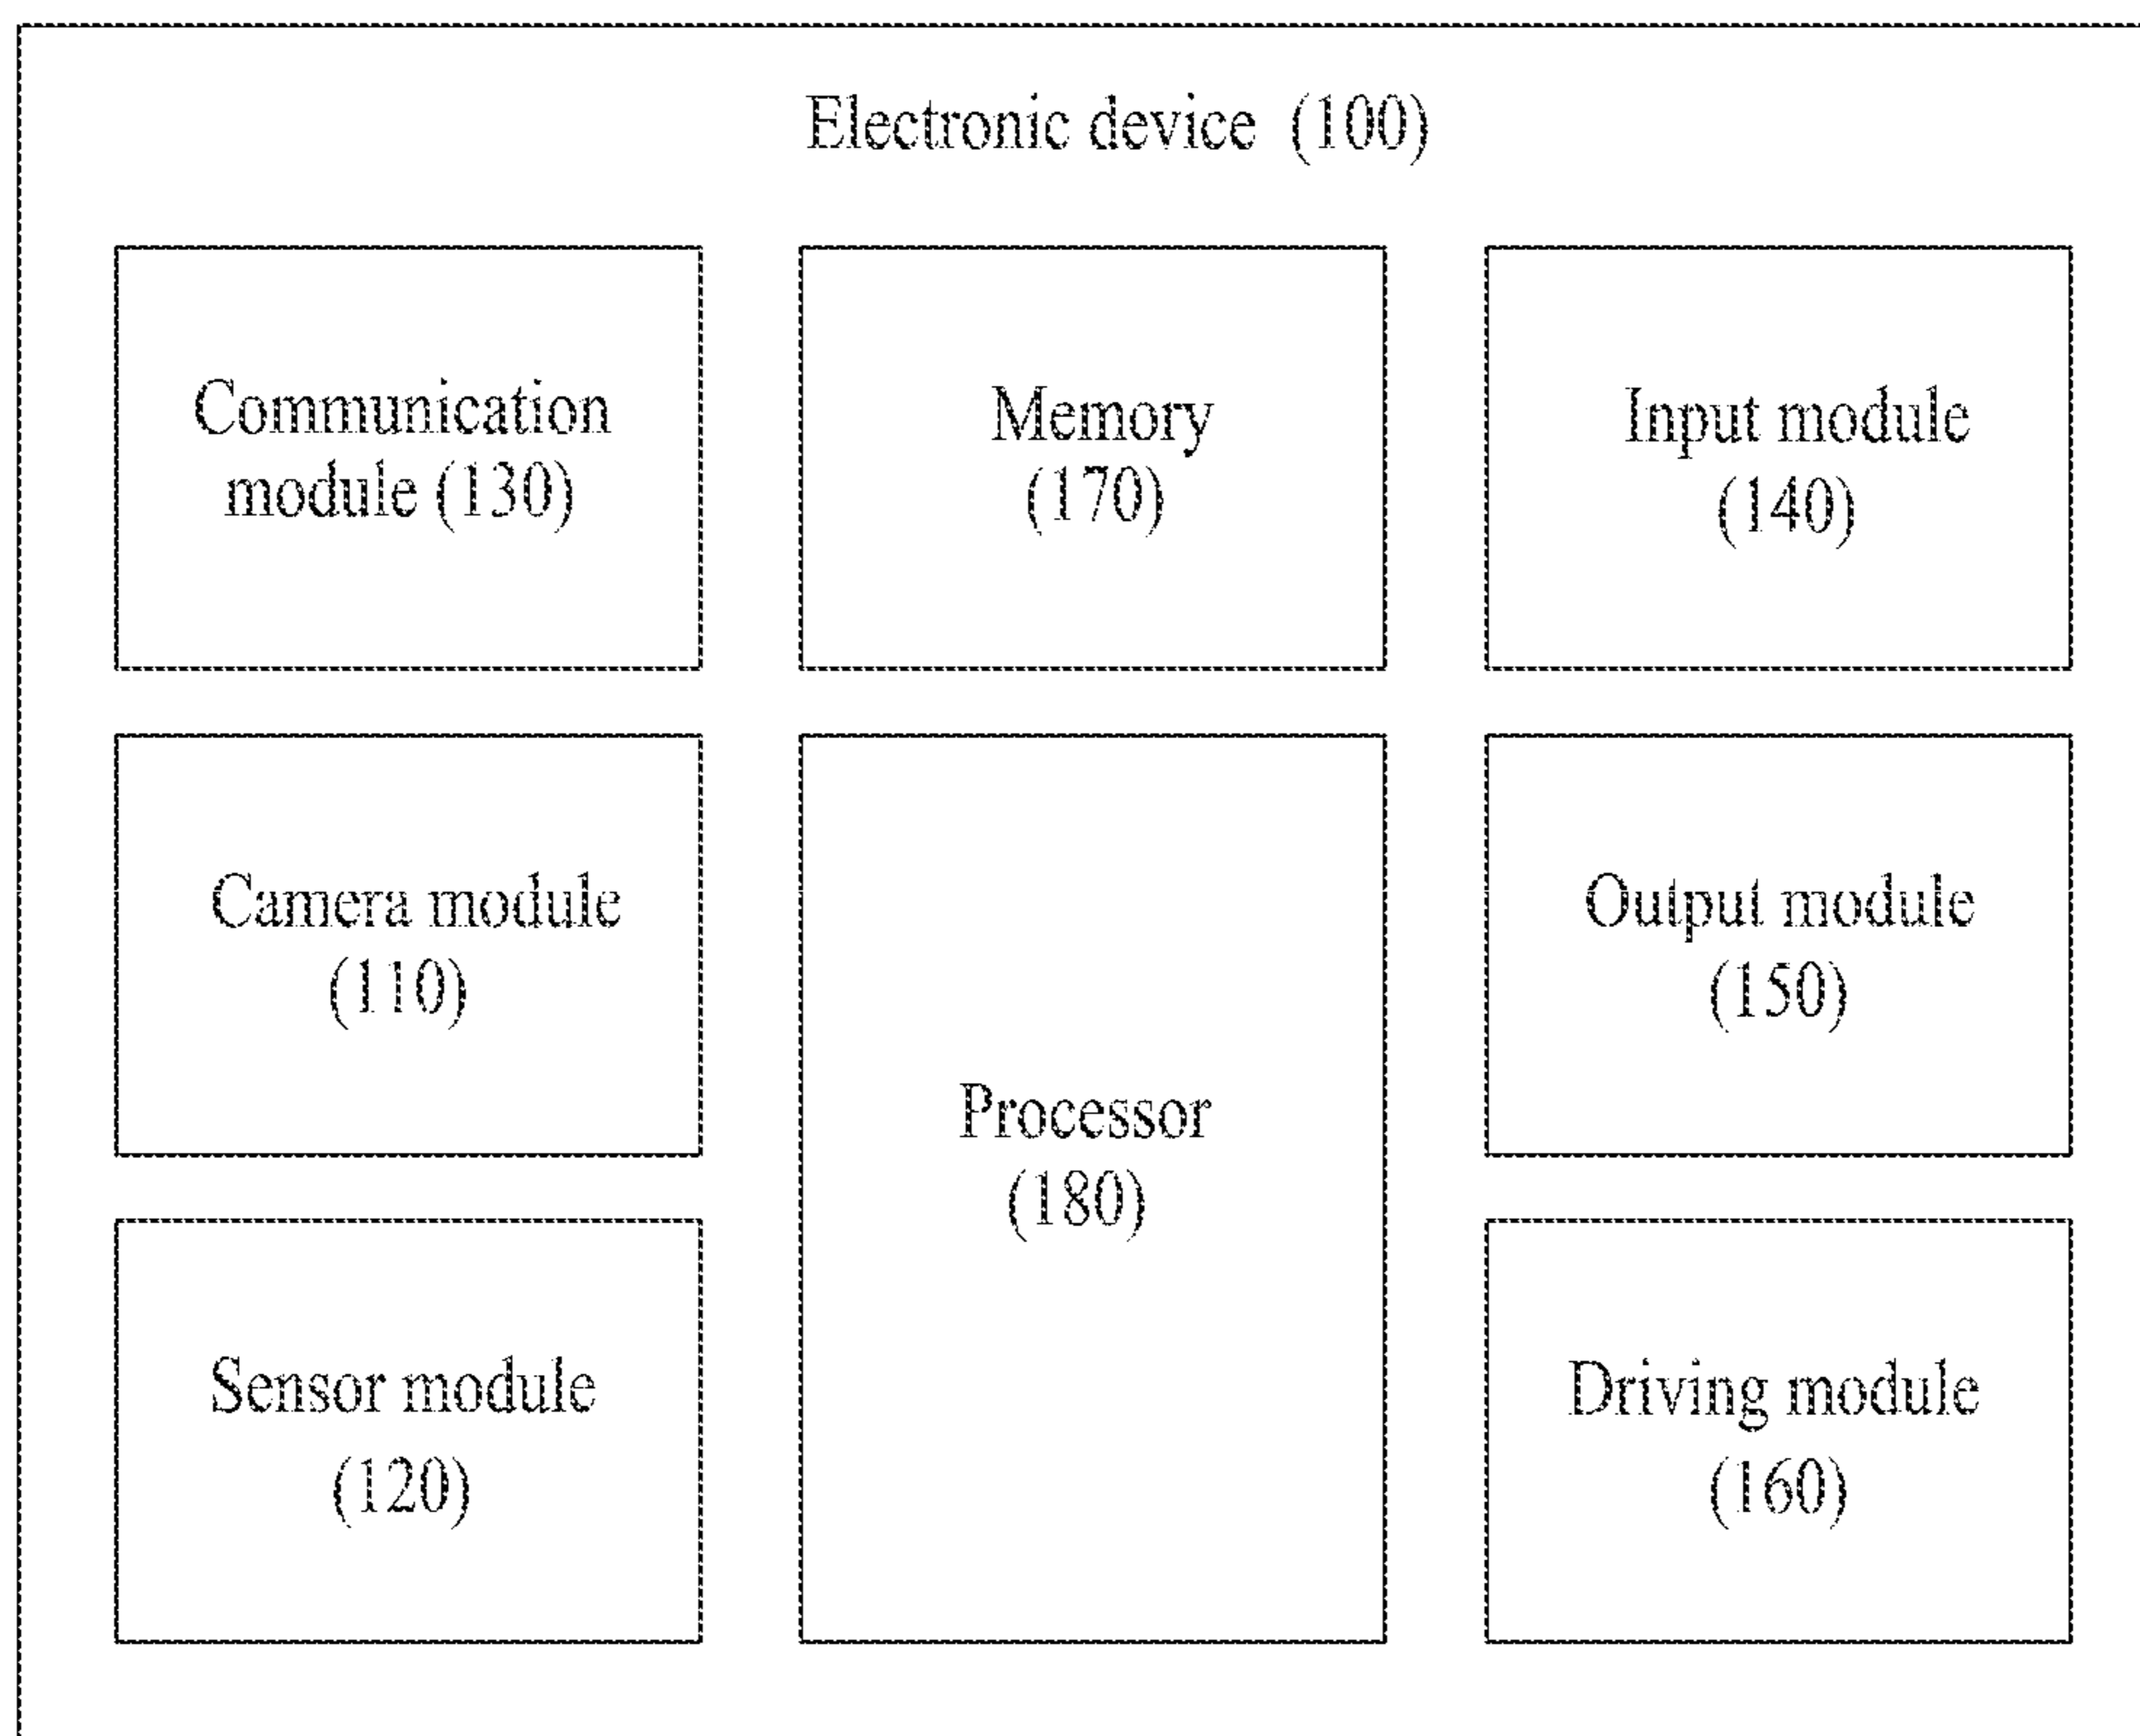 Electronic device (100)
Communication
module (130)
Memory
(170)
Input module
(140)
Camera module
(110)
Processor
(180)
Output module
(150)
Sensor module
(120)
Driving module
(160)